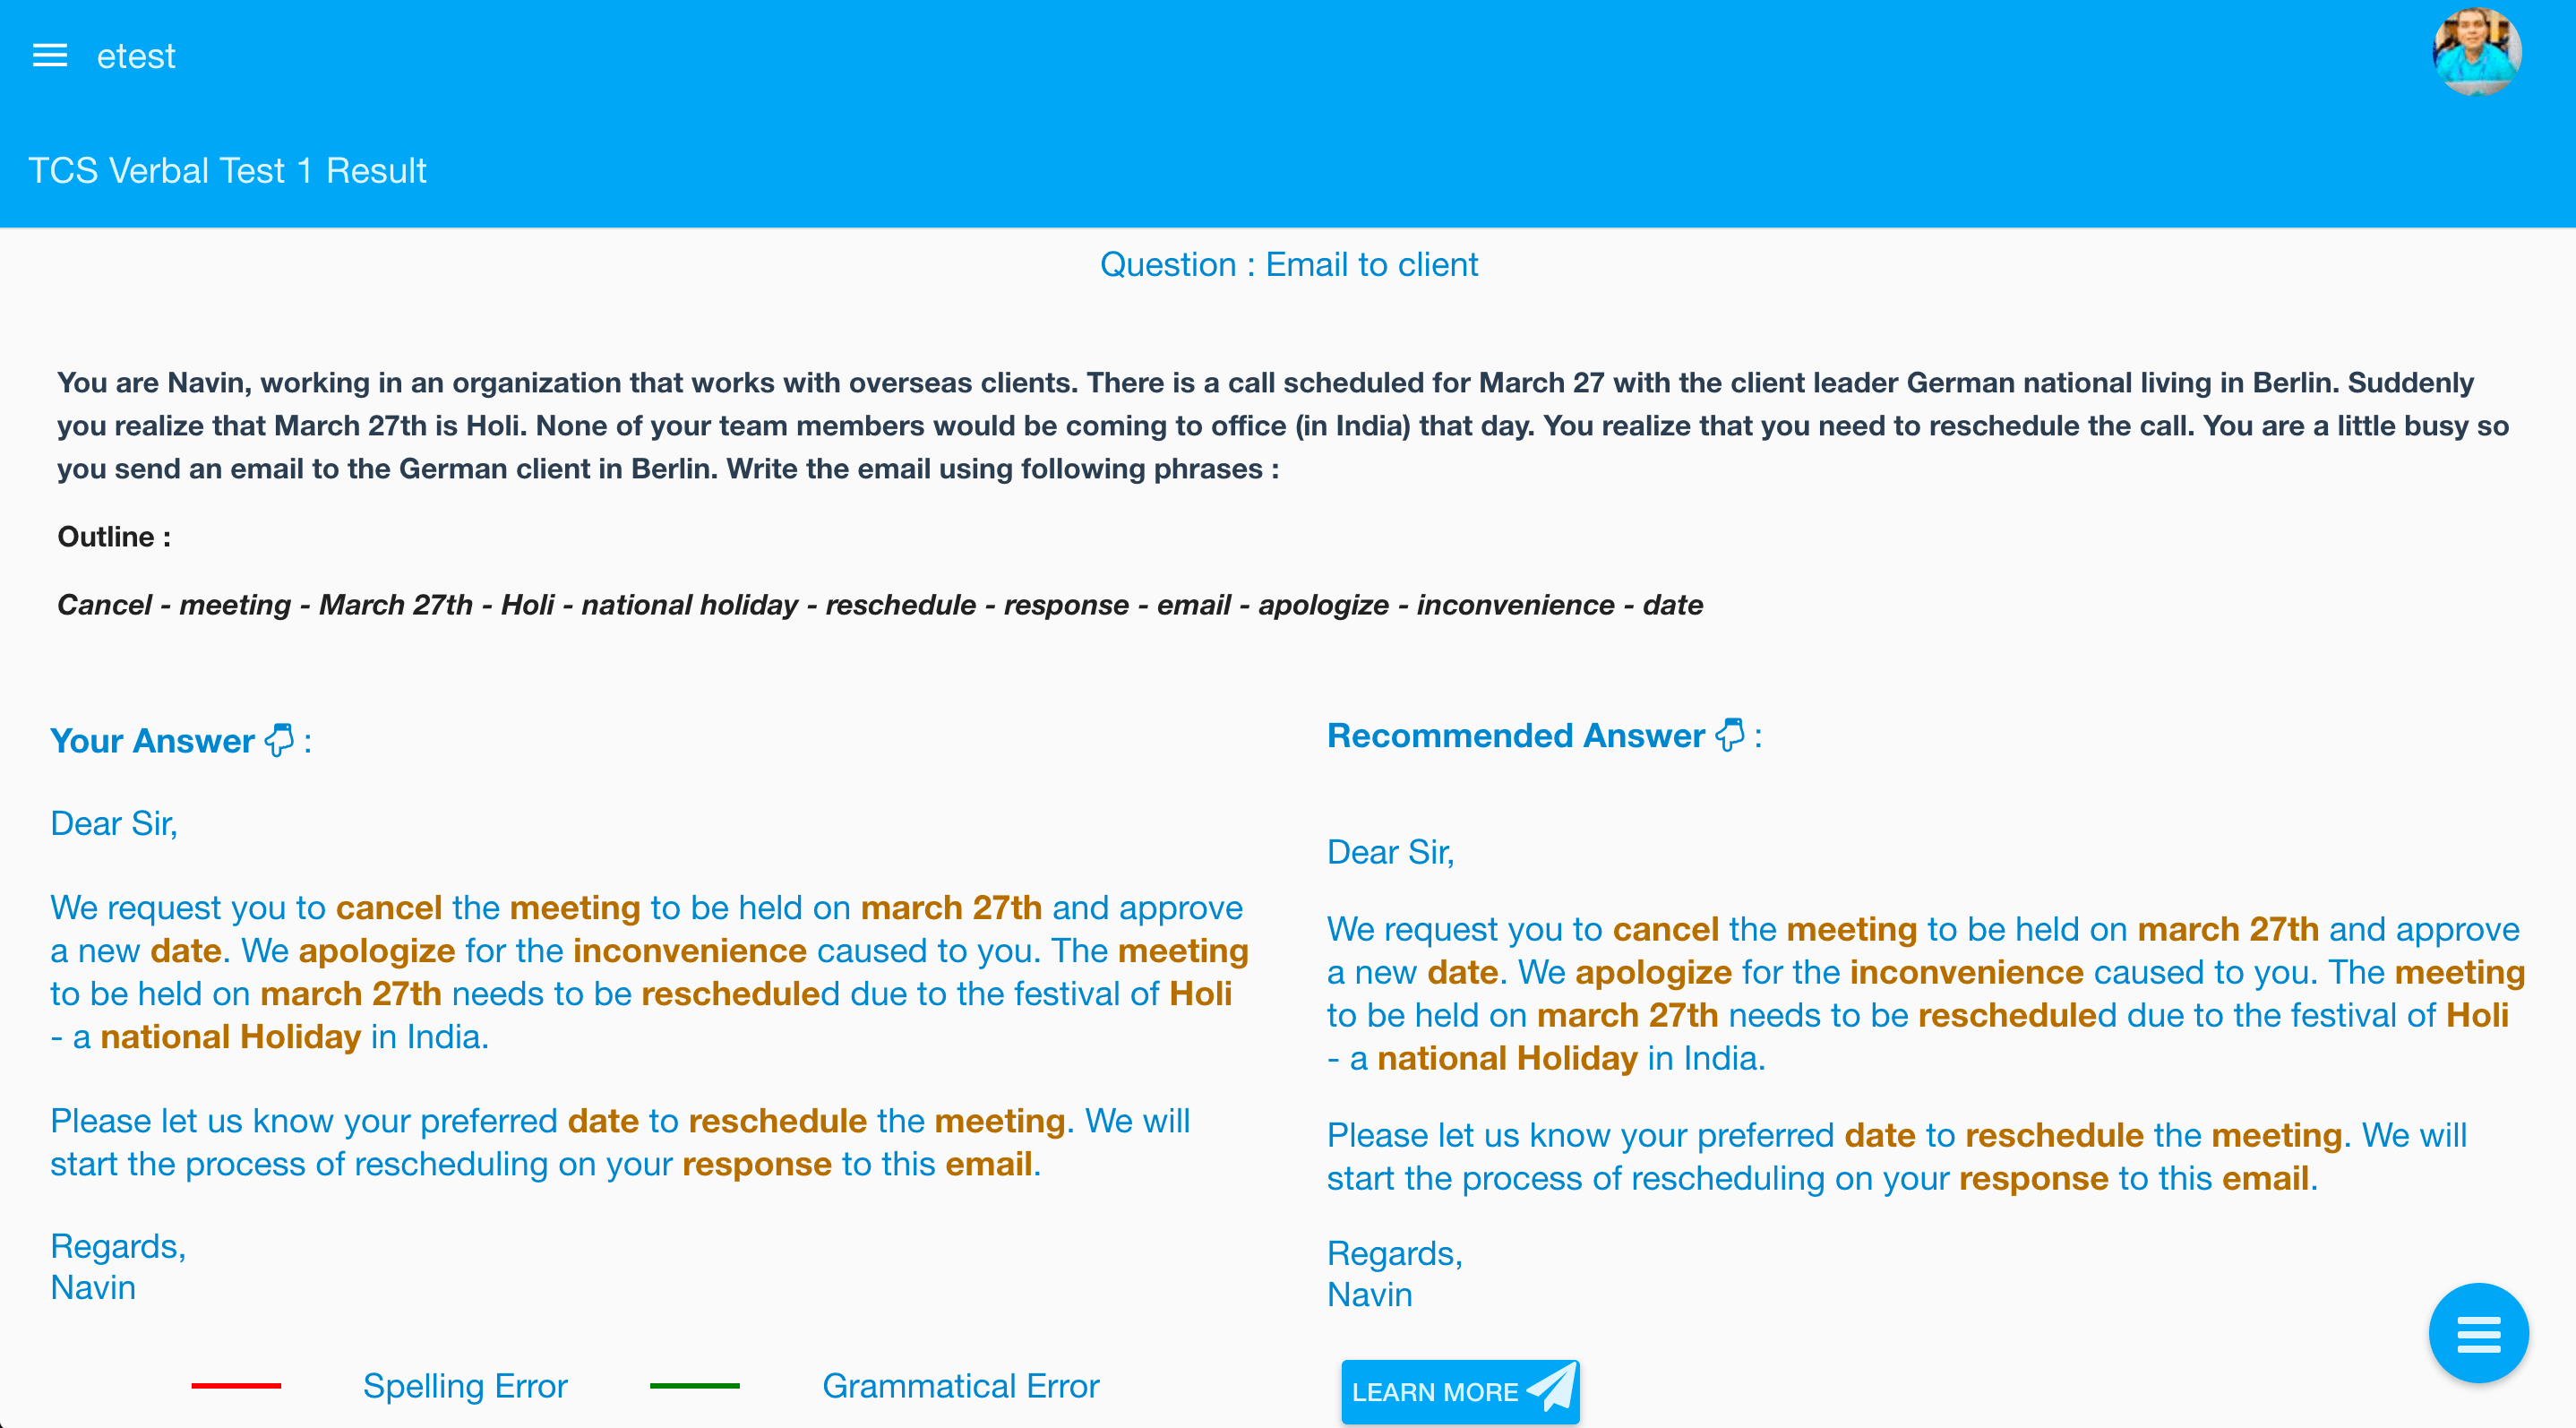 etest
TCS Verbal Test 1 Result
Question : Email to client
You are Navin, working in an organization that works with overseas clients. There is a call scheduled for March 27 with the client leader German national living in Berlin. Suddenly
you realize that March 27th is Holi. None of your team members would be coming to office (in India) that day. You realize that you need to reschedule the call. You are a little busy so
you send an email to the German client in Berlin. Write the email using following phrases :
Outline :
Cancel - meeting - March 27th - Holi - national holiday - reschedule - response - email - apologize - inconvenience - date
Your Answer :
Dear Sir,
We request you to cancel the meeting to be held on march 27th and approve
a new date. We apologize for the inconvenience caused to you. The meeting
to be held on march 27th needs to be rescheduled due to the festival of Holi
- a national Holiday in India.
Please let us know your preferred date to reschedule the meeting. We will
start the process of rescheduling on your response to this email.
Regards,
Navin
Spelling Error
Grammatical Error
Recommended Answer :
Dear Sir,
We request you to cancel the meeting to be held on march 27th and approve
a new date. We apologize for the inconvenience caused to you. The meeting
to be held on march 27th needs to be rescheduled due to the festival of Holi
- a national Holiday in India.
Please let us know your preferred date to reschedule the meeting. We will
start the process of rescheduling on your response to this email.
Regards,
Navin
LEARN MORE